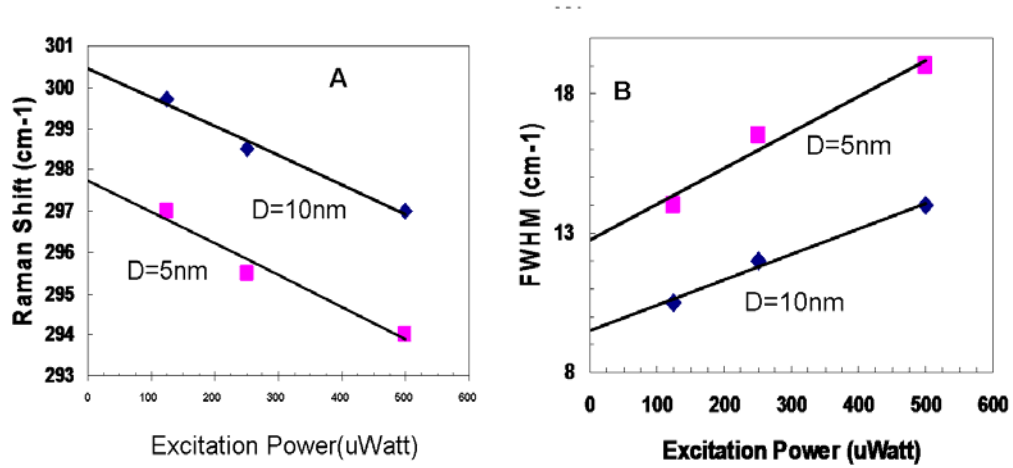 301
300
299
298
297
296
295
294
293
0
100
200
300
400
500
600
Raman Shift (cm-1)
A
D=10nm
D=5nm
Excitation Power(uWatt)
18
13
8
0
100
200
300
400
500
600
FWHM (cm-1)
B
D=5nm
D=10nm
Excitation Power (uWatt)